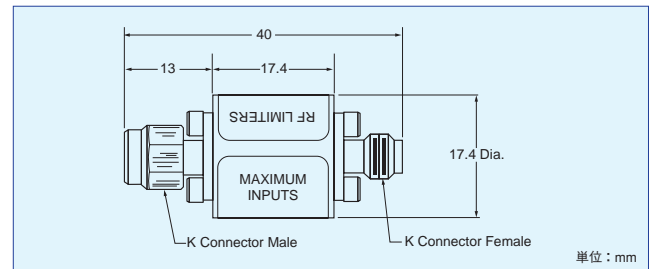 40
13
17.4
RF LIMITERS
17.4 Dia.
MAXIMUM
INPUTS
K Connector Male
K Connector Female
単位：mm